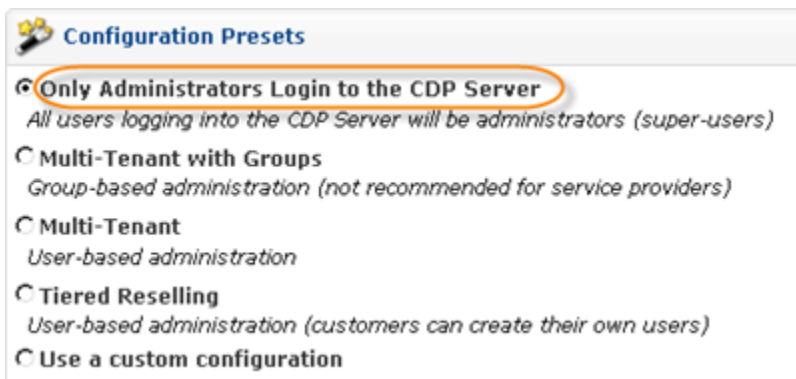 Configuration Presets
Only Administrators Login to the CDP Server
All users logging into the CDP Server will be administrators (super-users)
Multi-Tenant with Groups
Group-based administration (not recommended for service providers)
Multi-Tenant
User-based administration
Tiered Reselling
User-based administration (customers can create their own users)
Use a custom configuration